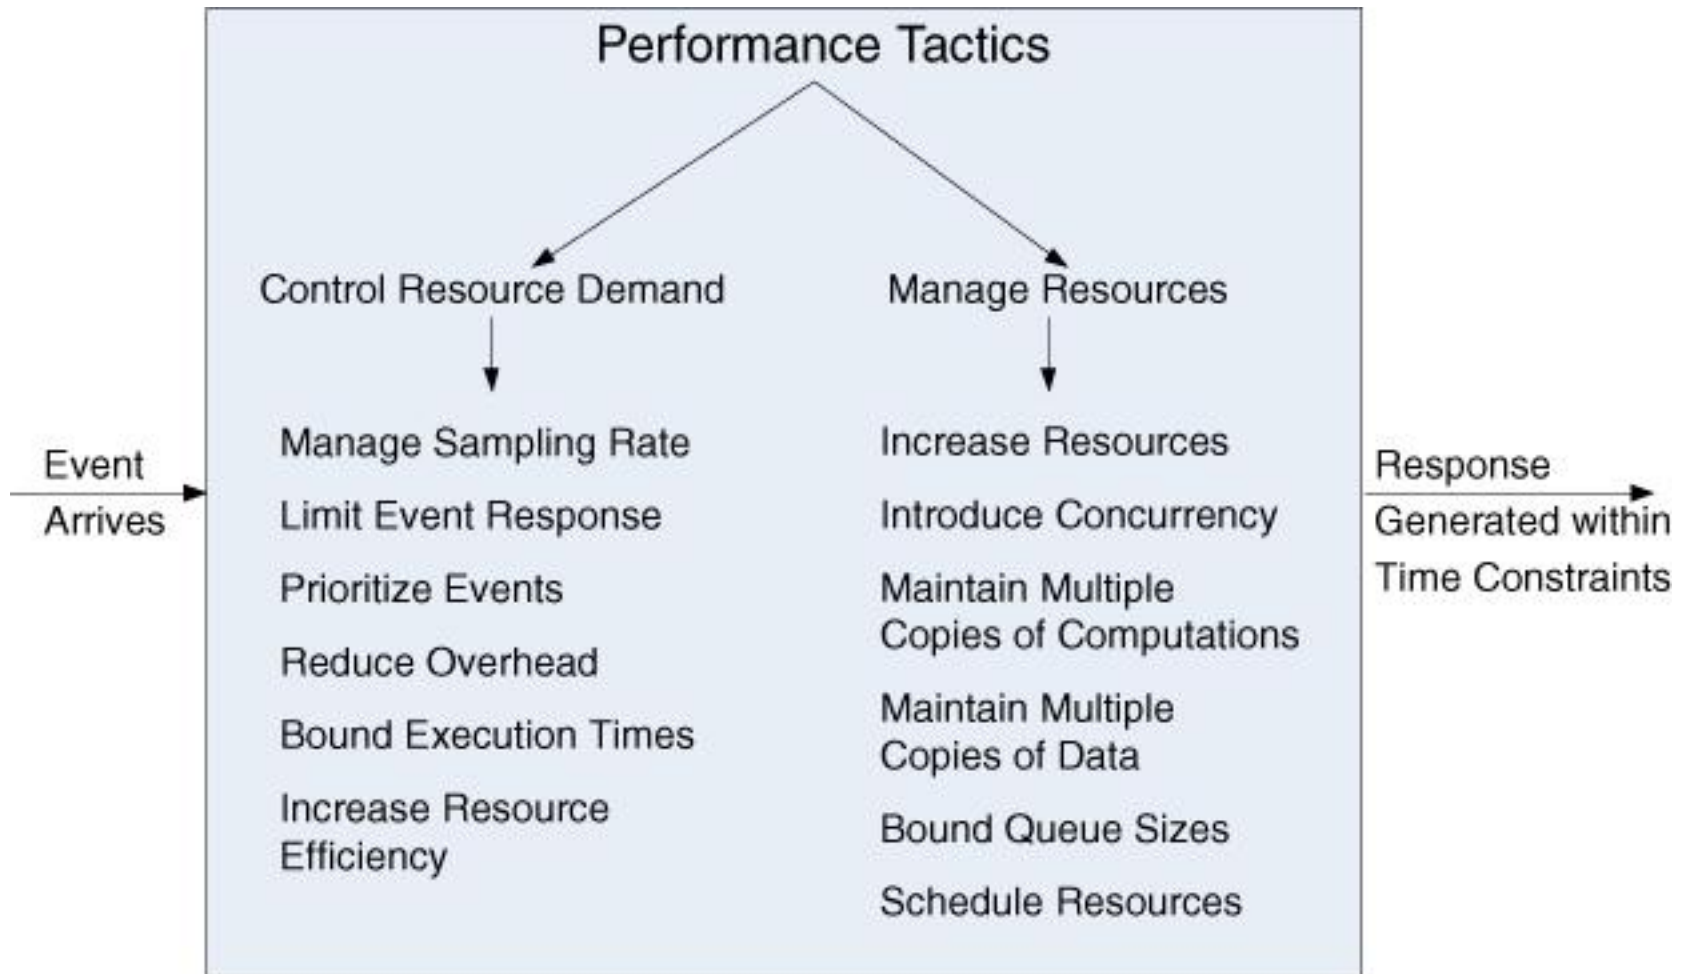 Performance Tactics
Control Resource Demand
Manage Sampling Rate
Limit Event Response
Prioritize Events
Reduce Overhead
Bound Execution Times
Increase Resource
Efficiency
Manage Resources
Increase Resources
Introduce Concurrency
Maintain Multiple
Copies of Computations
Maintain Multiple
Copies of Data
Bound Queue Sizes
Schedule Resources
Event
Arrives
Response
Generated within
Time Constraints